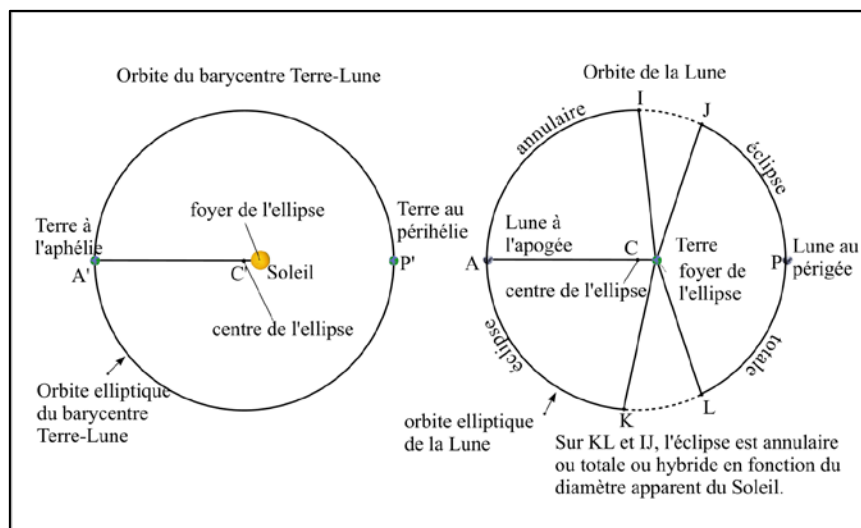 Orbite du barycentre Terre-Lune
Terre à
l'aphélie
A'
foyer de l'ellipse
C'
Soleil
Terre au
périhélie
P'
centre de l'ellipse
Orbite elliptique
du barycentre
Terre-Lune
Orbite de la Lune
I
J
annulaire
éclipse
Lune à
l'apogée
A
C
Terre
foyer de
l'ellipse
centre de l'ellipse
P
Lune au
périgée
éclipse
totale
K
L
orbite elliptique
de la Lune
Sur KL et IJ, l'éclipse est annulaire
ou totale ou hybride en fonction du
diamètre apparent du Soleil.